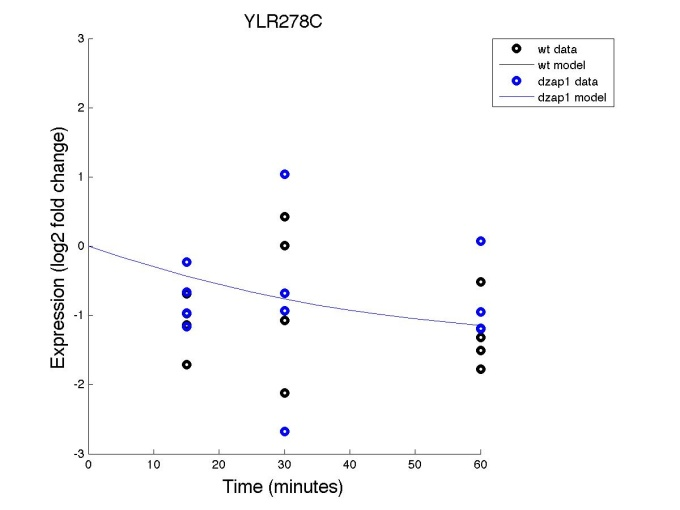 YLR278C
3
2
1
0
-1
-2
-3
Expression (log2 fold change)
0 10 20 30 40 50 60
Time (minutes)
wt data
wt model
dzap1 data
dzap1 model